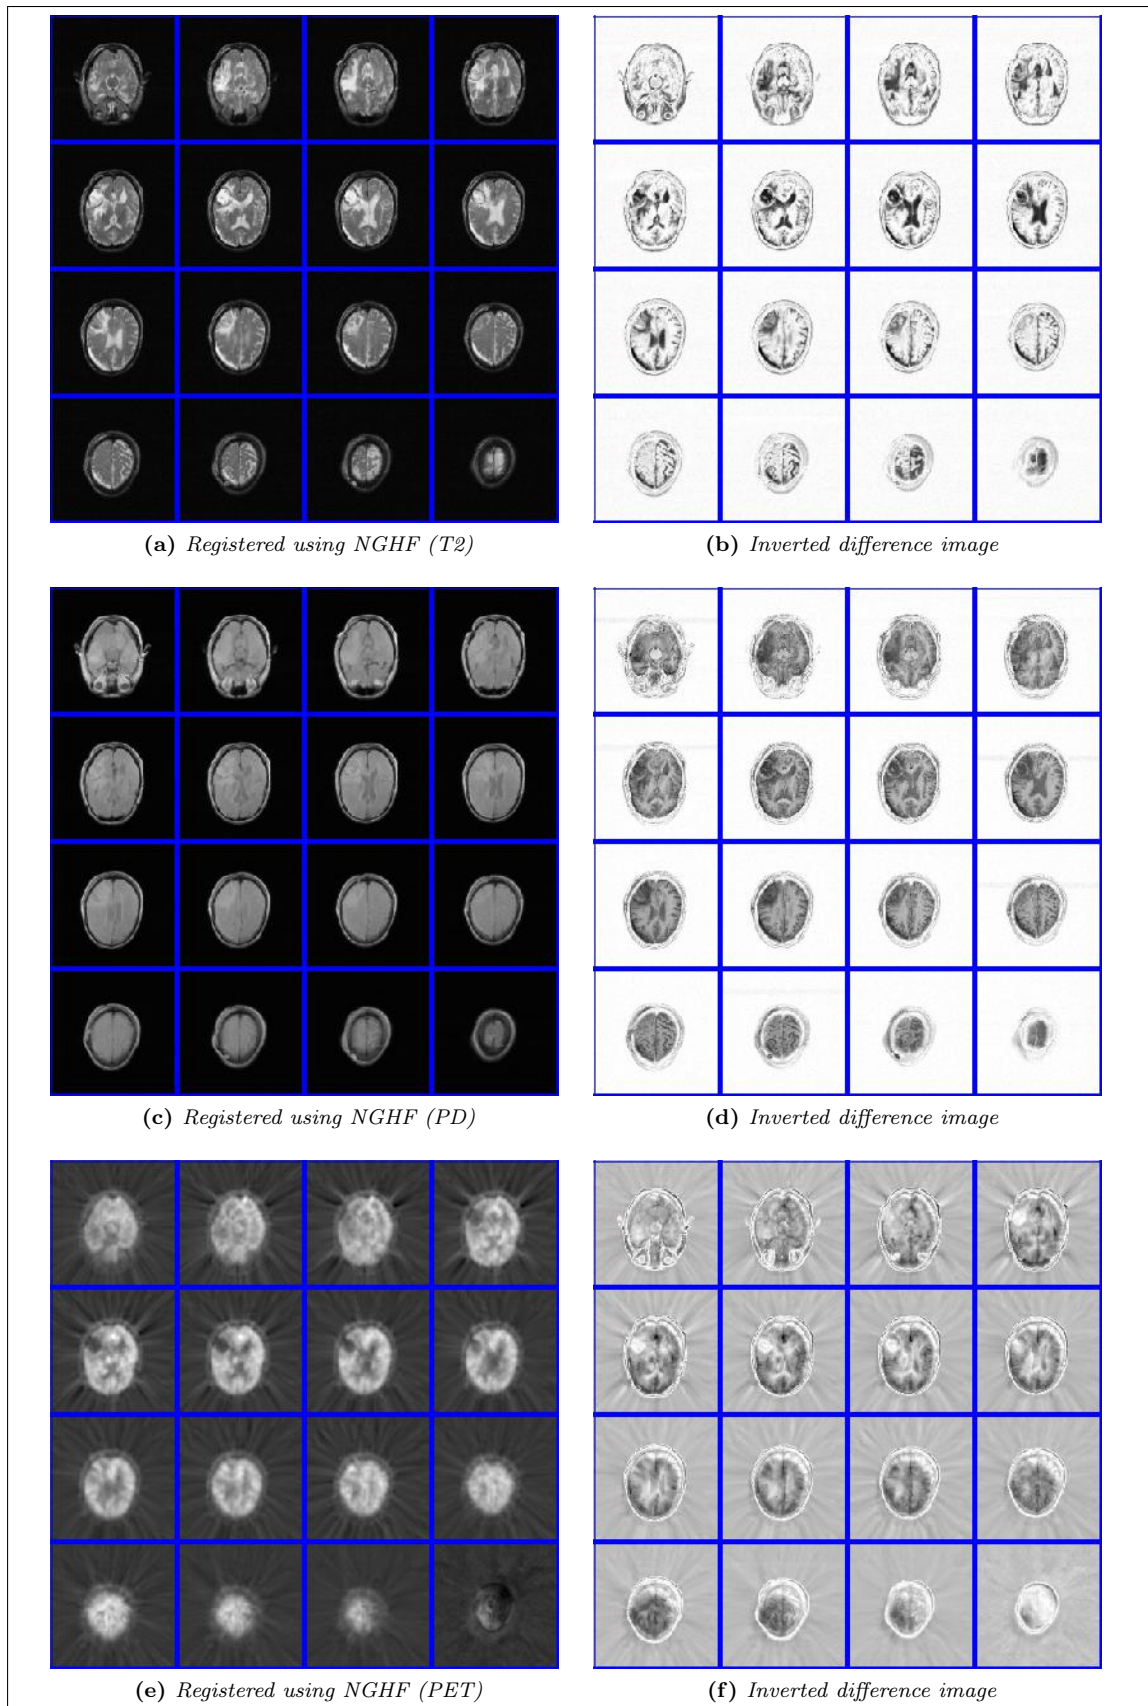 (a) Registered using NGHF (T2)
(b) Inverted difference image
(c) Registered using NGHF (PD)
(d) Inverted difference image
(e) Registered using NGHF (PET)
(f) Inverted difference image